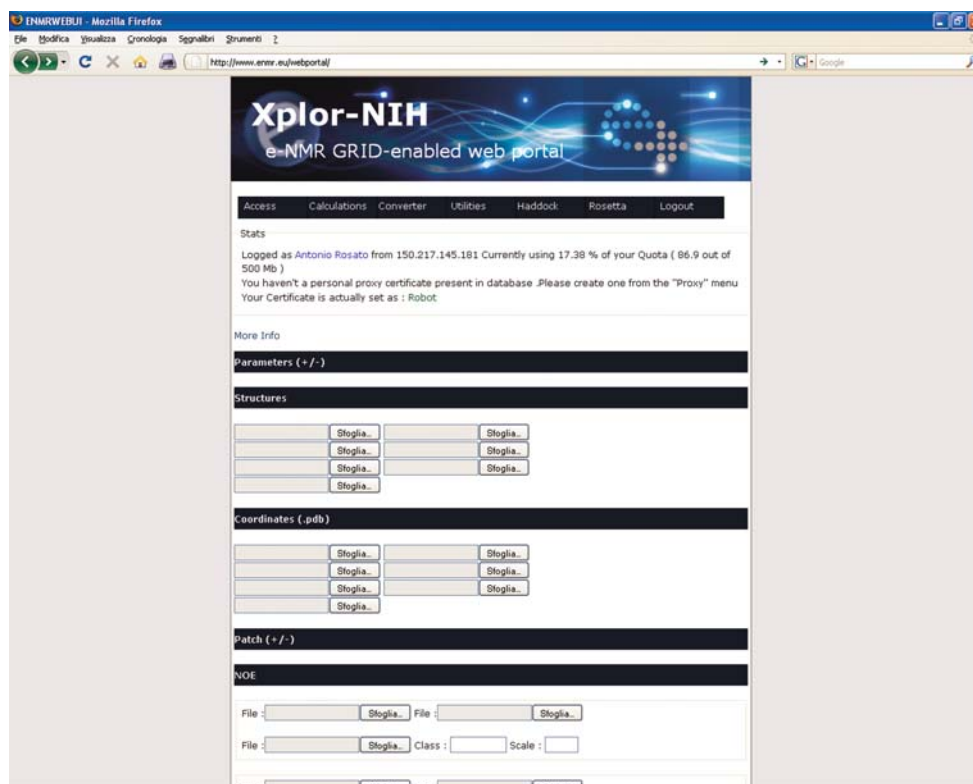 ENMRWEBUI - Mozilla Firefox
File Modifica Visualizza Cronologia Segnalibri Strumenti ?
http://www.enmr.eu/webportal/ Google
Xplor-NIH
e-NMR GRID-enabled web portal
Access Calculations Converter Utilities Haddock Rosetta Logout
Stats
Logged as Antonio Rosato from 150.217.145.181 Currently using 17.38 % of your Quota ( 86.9 out of
500 Mb )
You haven't a personal proxy certificate present in database .Please create one from the "Proxy" menu
Your Certificate is actually set as : Robot
More Info
Parameters (+/-)
Structures
Sfoglia... Sfoglia...
Sfoglia... Sfoglia...
Sfoglia... Sfoglia...
Sfoglia...
Coordinates (.pdb)
Sfoglia... Sfoglia...
Sfoglia... Sfoglia...
Sfoglia... Sfoglia...
Sfoglia...
Patch (+/-)
NOE
File : Sfoglia... File : Sfoglia...
File : Sfoglia... Class : Scale :